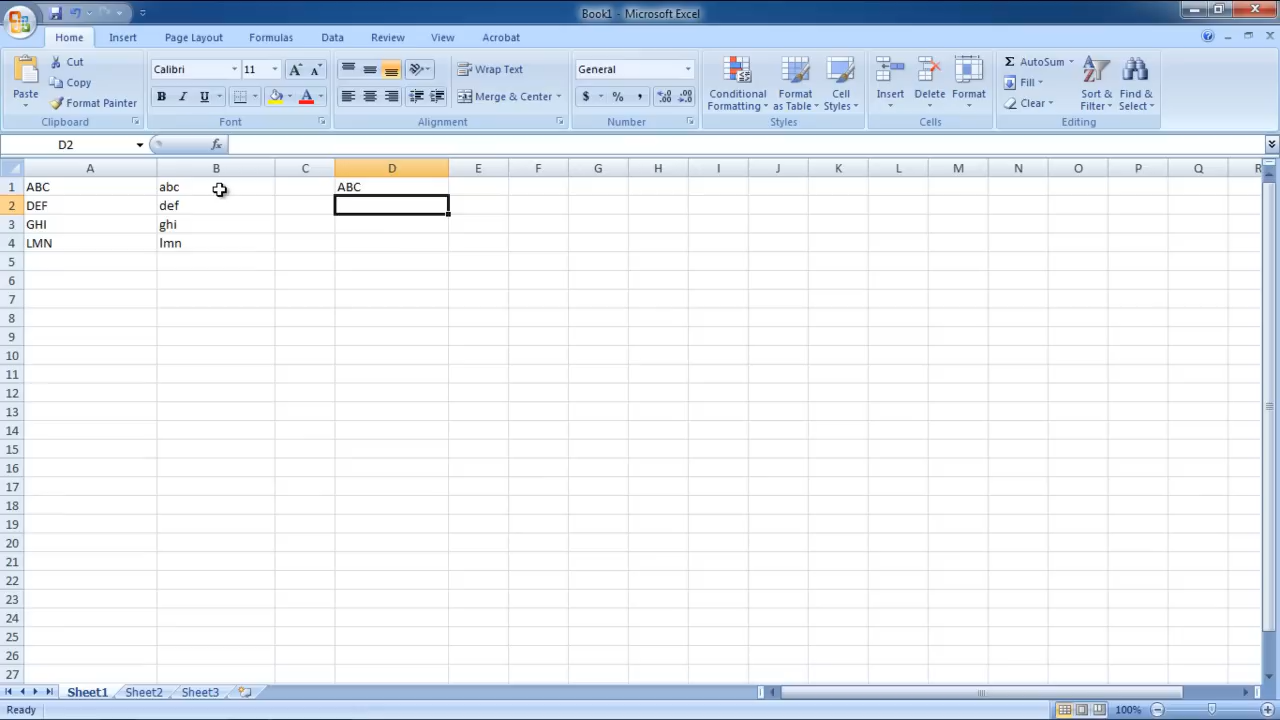 Book1 - Microsoft Excel
Home Insert Page Layout Formulas Data Review View Acrobat
Paste
Cut
Copy
Format Painter
Clipboard
Calibri 11
B I U A
Font
Wrap Text
Merge & Center
Alignment
General
$ % ,
Number
Conditional Formatting
Format as Table
Cell Styles
Styles
Insert Delete Format
Cells
Σ AutoSum
Fill
Clear
Sort & Filter
Find & Select
Editing
D2 fx
A B C D E F G H I J K L M N O P Q R
1 ABC abc ABC
2 DEF def
3 GHI ghi
4 LMN lmn
5
6
7
8
9
10
11
12
13
14
15
16
17
18
19
20
21
22
23
24
25
26
27
Sheet1 Sheet2 Sheet3
Ready 100%